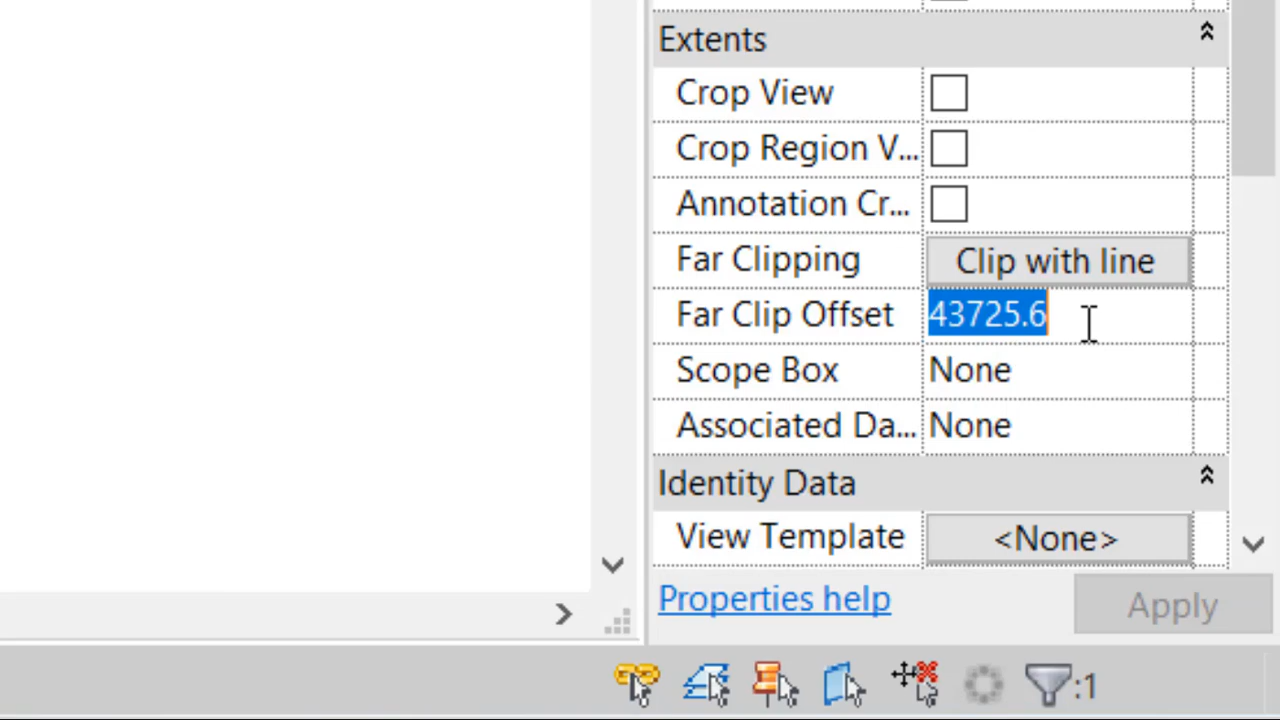 Extents
Crop View
Crop Region V...
Annotation Cr...
Far Clipping Clip with line
Far Clip Offset 43725.6
Scope Box None
Associated Da... None
Identity Data
View Template <None>
Properties help Apply
:1